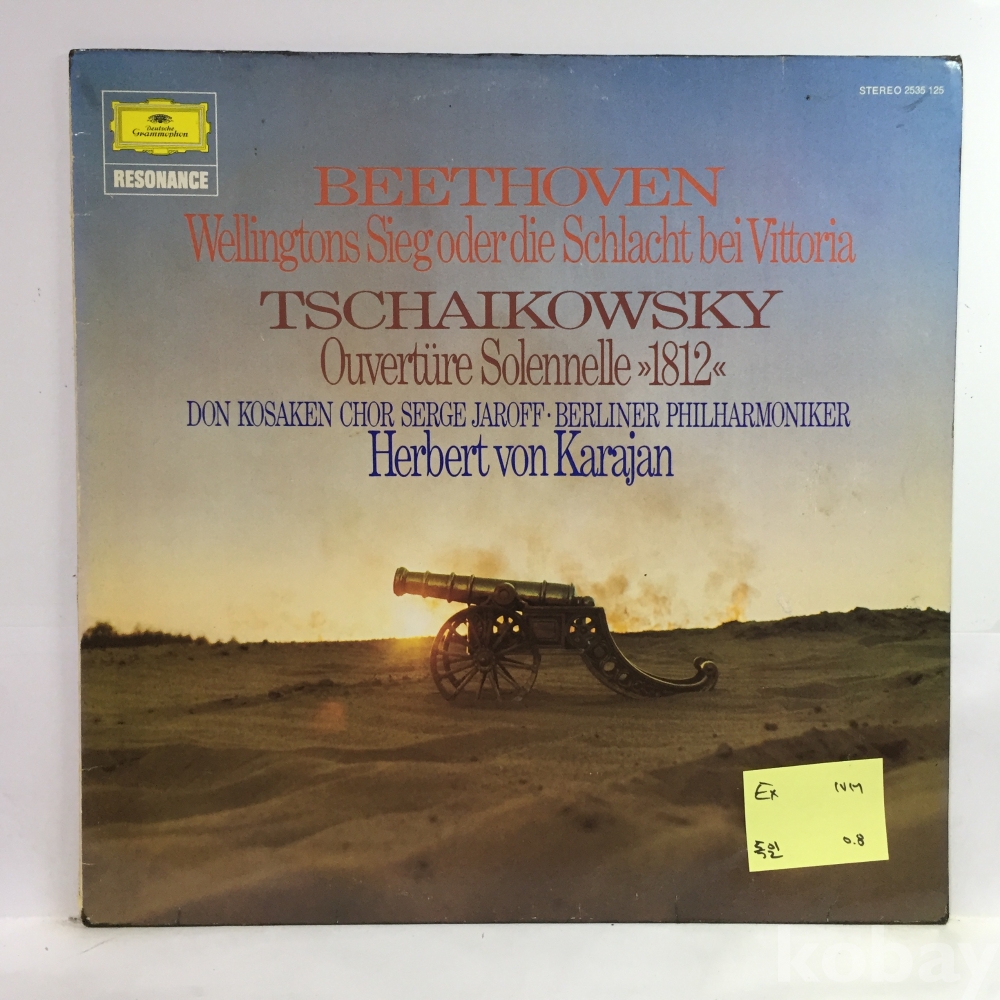 STEREO 2535 125
Deutsche
Grammophon
RESONANCE
BEETHOVEN
Wellingtons Sieg oder die Schlacht bei Vittoria
TSCHAIKOWSKY
Ouvertüre Solennelle »1812«
DON KOSAKEN CHOR SERGE JAROFF · BERLINER PHILHARMONIKER
Herbert von Karajan
Ex NM
독일 0.8
kobay